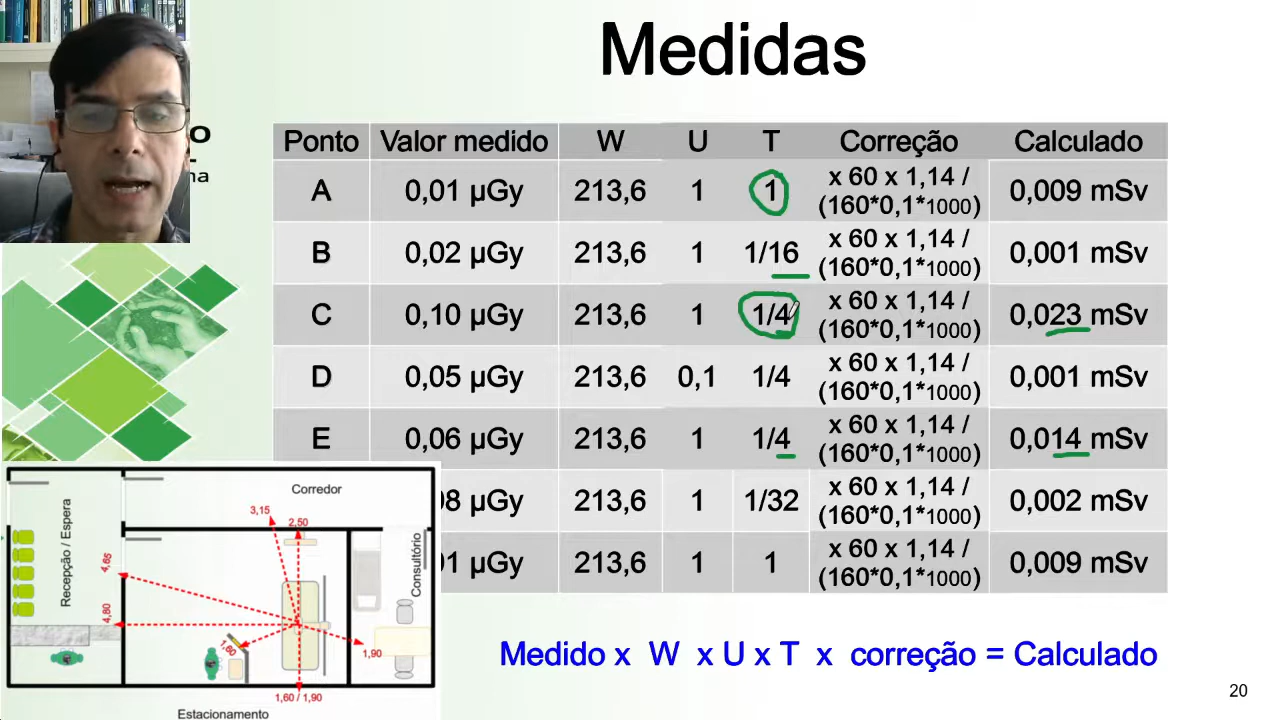 Medidas
O
na
Ponto Valor medido W U T Correção Calculado
A 0,01 µGy 213,6 1 1 x 60 x 1,14 / (160*0,1*1000) 0,009 mSv
B 0,02 µGy 213,6 1 1/16 x 60 x 1,14 / (160*0,1*1000) 0,001 mSv
C 0,10 µGy 213,6 1 1/4 x 60 x 1,14 / (160*0,1*1000) 0,023 mSv
D 0,05 µGy 213,6 0,1 1/4 x 60 x 1,14 / (160*0,1*1000) 0,001 mSv
E 0,06 µGy 213,6 1 1/4 x 60 x 1,14 / (160*0,1*1000) 0,014 mSv
08 µGy 213,6 1 1/32 x 60 x 1,14 / (160*0,1*1000) 0,002 mSv
01 µGy 213,6 1 1 x 60 x 1,14 / (160*0,1*1000) 0,009 mSv
Corredor
Recepção / Espera
Consultório
3,15
2,50
4,65
4,80
1,60
1,90
1,60 / 1,90
Estacionamento
Medido x W x U x T x correção = Calculado
20